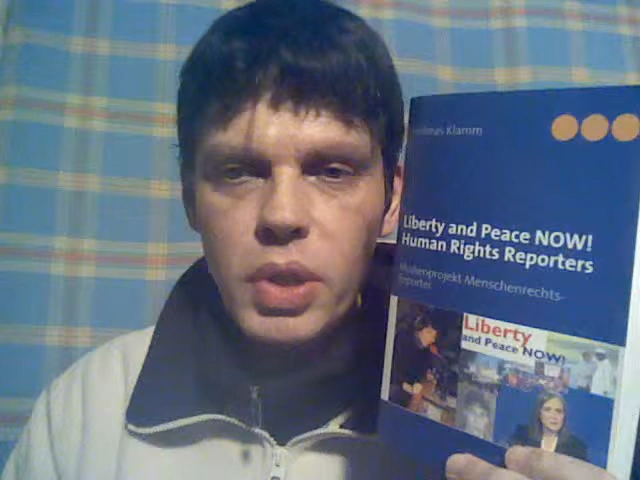 Klamm
Liberty and Peace NOW!
Human Rights Reporters
Medienprojekt Menschenrechts-
Reporter
Liberty
and Peace NOW!